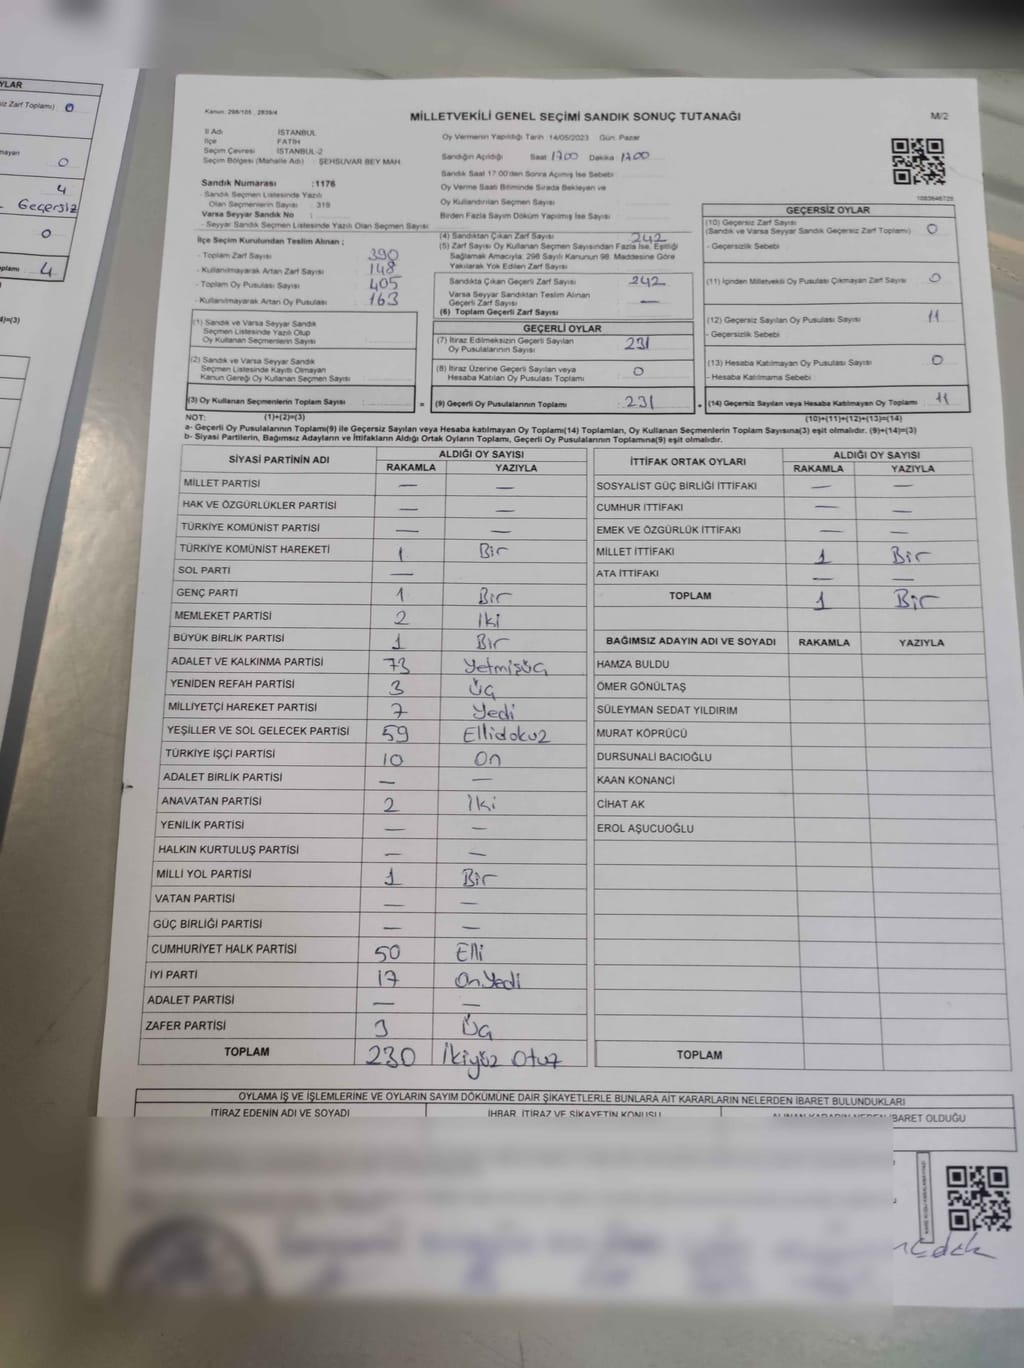 YLAR
iz Zarf Toplamı) 0
0
4
Geçersiz
0
4
4)=(3)
Kanun: 298/105 , 2839/4
MİLLETVEKİLİ GENEL SEÇİMİ SANDIK SONUÇ TUTANAĞI
M/2
İl Adı İSTANBUL
İlçe FATİH
Seçim Çevresi İSTANBUL-2
Seçim Bölgesi (Mahalle Adı) : ŞEHSUVAR BEY MAH.
Oy Vermenin Yapıldığı Tarih :14/05/2023 Gün: Pazar
Sandığın Açıldığı Saat 17.00 Dakika 17.00
Sandık Saat 17:00'den Sonra Açılmış İse Sebebi
Oy Verme Saati Bitiminde Sırada Bekleyen ve
Oy Kullandırılan Seçmen Sayısı
Birden Fazla Sayım Döküm Yapılmış İse Sayısı
Sandık Numarası :1176
- Sandık Seçmen Listesinde Yazılı
Olan Seçmenlerin Sayısı : 319
Varsa Seyyar Sandık No
- Seyyar Sandık Seçmen Listesinde Yazılı Olan Seçmen Sayısı
1083646725
İlçe Seçim Kurulundan Teslim Alınan ;
- Toplam Zarf Sayısı 390
- Kullanılmayarak Artan Zarf Sayısı 148
- Toplam Oy Pusulası Sayısı 405
- Kullanılmayarak Artan Oy Pusulası 163
(4) Sandıktan Çıkan Zarf Sayısı 242
(5) Zarf Sayısı Oy Kullanan Seçmen Sayısından Fazla İse, Eşitliği
Sağlamak Amacıyla, 298 Sayılı Kanunun 98. Maddesine Göre
Yakılarak Yok Edilen Zarf Sayısı
Sandıkta Çıkan Geçerli Zarf Sayısı 242
Varsa Seyyar Sandıktan Teslim Alınan
Geçerli Zarf Sayısı —
(6) Toplam Geçerli Zarf Sayısı
GEÇERSİZ OYLAR
(10) Geçersiz Zarf Sayısı
(Sandık ve Varsa Seyyar Sandık Geçersiz Zarf Toplamı) 0
- Geçersizlik Sebebi
(11) İçinden Milletvekili Oy Pusulası Çıkmayan Zarf Sayısı 0
(12) Geçersiz Sayılan Oy Pusulası Sayısı 11
- Geçersizlik Sebebi
(13) Hesaba Katılmayan Oy Pusulası Sayısı 0
- Hesaba Katılmama Sebebi
(1) Sandık ve Varsa Seyyar Sandık
Seçmen Listesinde Yazılı Olup
Oy Kullanan Seçmen Sayısı
(2) Sandık ve Varsa Seyyar Sandık
Seçmen Listesinde Kayıtlı Olmayan
Kanun Gereği Oy Kullanan Seçmen Sayısı
GEÇERLİ OYLAR
(7) İtiraz Edilmeksizin Geçerli Sayılan
Oy Pusulalarının Sayısı 231
(8) İtiraz Üzerine Geçerli Sayılan veya
Hesaba Katılan Oy Pusulası Toplamı 0
(3) Oy Kullanan Seçmenlerin Toplam Sayısı = (9) Geçerli Oy Pusulalarının Toplamı 231 + (14) Geçersiz Sayılan veya Hesaba Katılmayan Oy Toplamı 11
NOT: (1)+(2)=(3) (10)+(11)+(12)+(13)=(14)
a- Geçerli Oy Pusulaları Toplamı(9) ile Geçersiz Sayılan veya Hesaba katılmayan Oy Toplamı(14) Toplamları, Oy Kullanan Seçmenlerin Toplam Sayısına(3) eşit olmalıdır. (9)+(14)=(3)
b- Siyasi Partilerin, Bağımsız Adayların ve İttifakların Aldığı Ortak Oyların Toplamı, Geçerli Oy Pusulalarının Toplamına(9) eşit olmalıdır.
SİYASİ PARTİNİN ADI ALDIĞI OY SAYISI
RAKAMLA YAZIYLA
MİLLET PARTİSİ — —
HAK VE ÖZGÜRLÜKLER PARTİSİ — —
TÜRKİYE KOMÜNİST PARTİSİ — —
TÜRKİYE KOMÜNİST HAREKETİ 1 Bir
SOL PARTİ —
GENÇ PARTİ 1 Bir
MEMLEKET PARTİSİ 2 İki
BÜYÜK BİRLİK PARTİSİ 1 Bir
ADALET VE KALKINMA PARTİSİ 73 Yetmişüç
YENİDEN REFAH PARTİSİ 3 Üç
MİLLİYETÇİ HAREKET PARTİSİ 7 Yedi
YEŞİLLER VE SOL GELECEK PARTİSİ 59 Ellidokuz
TÜRKİYE İŞÇİ PARTİSİ 10 On
ADALET BİRLİK PARTİSİ — —
ANAVATAN PARTİSİ 2 İki
YENİLİK PARTİSİ — —
HALKIN KURTULUŞ PARTİSİ — —
MİLLİ YOL PARTİSİ 1 Bir
VATAN PARTİSİ — —
GÜÇ BİRLİĞİ PARTİSİ — —
CUMHURİYET HALK PARTİSİ 50 Elli
İYİ PARTİ 17 On Yedi
ADALET PARTİSİ — —
ZAFER PARTİSİ 3 Üç
TOPLAM 230 İkiyüz Otuz
İTTİFAK ORTAK OYLARI ALDIĞI OY SAYISI
RAKAMLA YAZIYLA
SOSYALİST GÜÇ BİRLİĞİ İTTİFAKI — —
CUMHUR İTTİFAKI — —
EMEK VE ÖZGÜRLÜK İTTİFAKI — —
MİLLET İTTİFAKI 1 Bir
ATA İTTİFAKI — —
TOPLAM 1 Bir
BAĞIMSIZ ADAYIN ADI VE SOYADI RAKAMLA YAZIYLA
HAMZA BULDU
ÖMER GÖNÜLTAŞ
SÜLEYMAN SEDAT YILDIRIM
MURAT KÖPRÜCÜ
DURSUNALİ BACIOĞLU
KAAN KONANCİ
CİHAT AK
EROL AŞUCUOĞLU
TOPLAM
OYLAMA İŞ VE İŞLEMLERİNE VE OYLARIN SAYIM DÖKÜMÜNE DAİR ŞİKAYETLERLE BUNLARA AİT KARARLARIN NELERDEN İBARET BULUNDUKLARI
İTİRAZ EDENİN ADI VE SOYADI İHBAR, İTİRAZ VE ŞİKAYETİN KONUSU ALINAN KARARIN NEDEN İBARET OLDUĞU